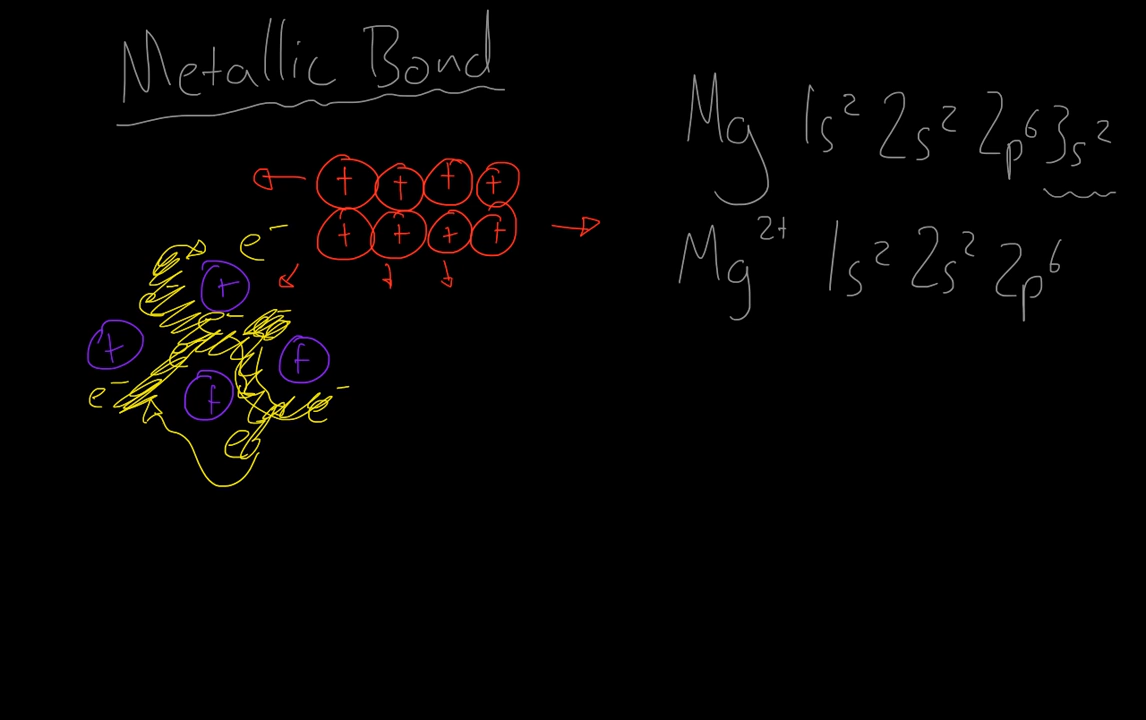 Metallic Bond
Mg 1s² 2s² 2p⁶ 3s²
+ + + +
+ + + +
Mg²⁺ 1s² 2s² 2p⁶
e⁻
+
e⁻
+ +
e⁻ + e⁻